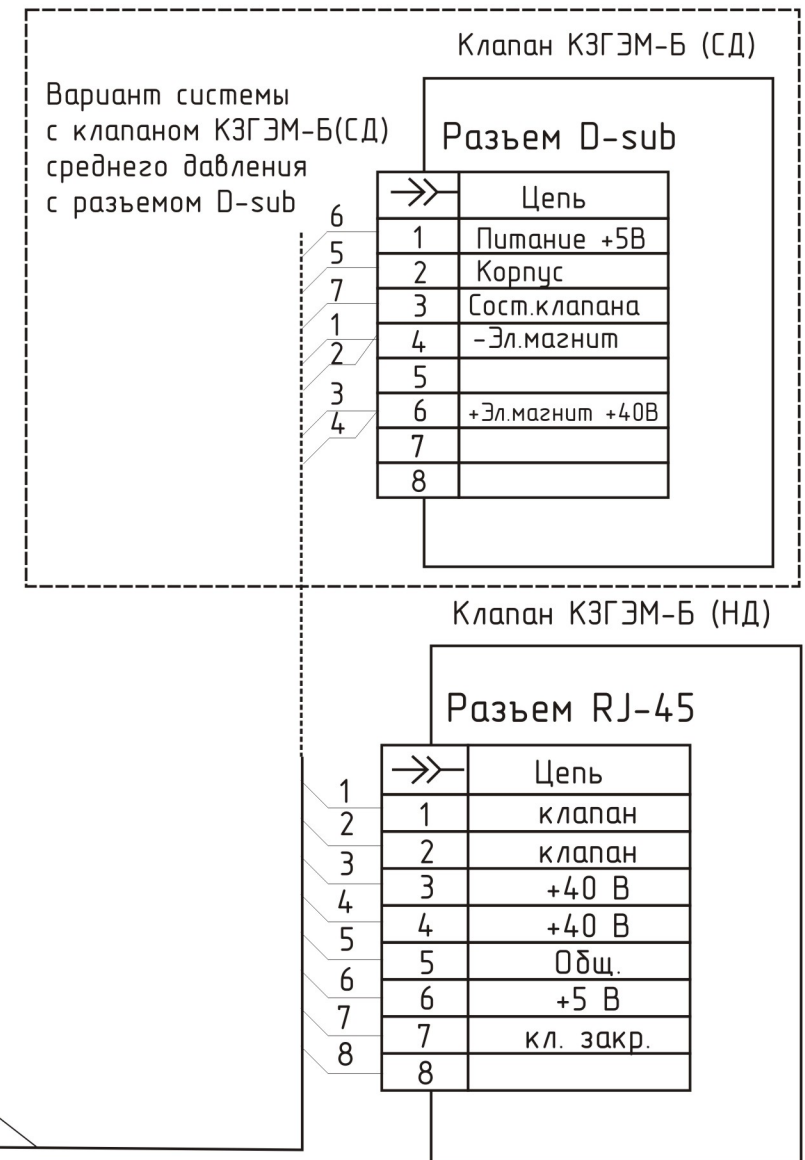 Клапан КЗГЭМ-Б (СД)
Вариант системы
с клапаном КЗГЭМ-Б(СД)
среднего давления
с разъемом D-sub
Разъем D-sub
Цепь
6 1 Питание +5В
5 2 Корпус
7 3 Сост.клапана
1 4 -Эл.магнит
2
5
3 6 +Эл.магнит +40В
4
7
8
Клапан КЗГЭМ-Б (НД)
Разъем RJ-45
Цепь
1 1 клапан
2 2 клапан
3 3 +40 В
4 4 +40 В
5 5 Общ.
6 6 +5 В
7 7 кл. закр.
8 8